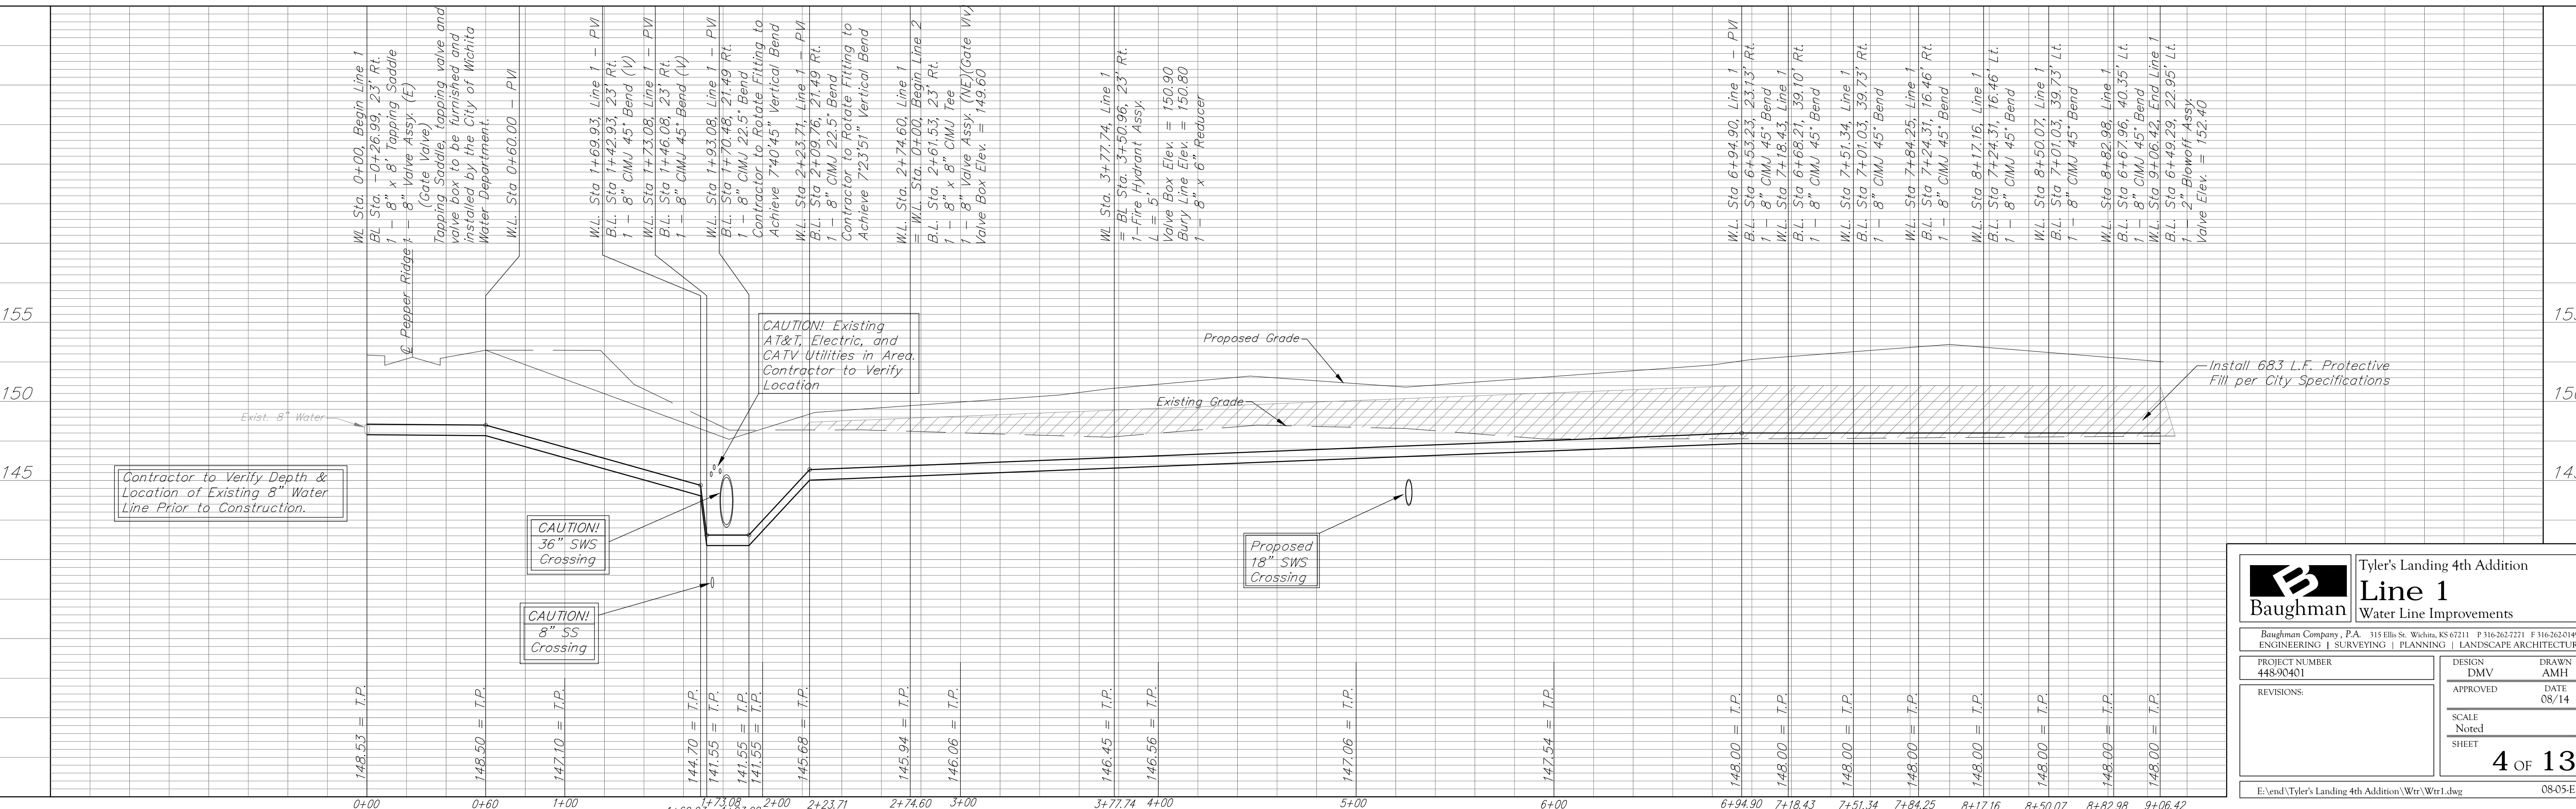 WL Sta. 0+00, Begin Line 1
BL Sta. -0+26.99, 23' Rt.
1 - 8" x 8' Tapping Saddle
1 - 8" Valve Assy. (E)
(Gate Valve)
Tapping Saddle, tapping valve and
valve box to be furnished and
installed by the City of Wichita
Water Department.
℄ Pepper Ridge
W.L. Sta 0+60.00 - PVI
W.L. Sta 1+69.93, Line 1 - PVI
B.L. Sta 1+42.93, 23' Rt.
1 - 8" CIMJ 45° Bend (V)
W.L. Sta 1+73.08, Line 1 - PVI
B.L. Sta 1+46.08, 23' Rt.
1 - 8" CIMJ 45° Bend (V)
W.L. Sta 1+93.08, Line 1 - PVI
B.L. Sta 1+70.48, 21.49 Rt.
1 - 8" CIMJ 22.5° Bend
Contractor to Rotate Fitting to
Achieve 7°40'45" Vertical Bend
W.L. Sta 2+23.71, Line 1 - PVI
B.L. Sta 2+09.76, 21.49 Rt.
1 - 8" CIMJ 22.5° Bend
Contractor to Rotate Fitting to
Achieve 7°23'51" Vertical Bend
W.L. Sta. 2+74.60, Line 1
= W.L. Sta. 0+00, Begin Line 2
B.L. Sta. 2+61.53, 23' Rt.
1 - 8" x 8" CIMJ Tee
1 - 8" Valve Assy. (NE)(Gate Vlv)
Valve Box Elev. = 149.60
WL Sta. 3+77.74, Line 1
= BL Sta. 3+50.96, 23' Rt.
1-Fire Hydrant Assy.
L = 5'
Valve Box Elev. = 150.90
Bury Line Elev. = 150.80
1 - 8" x 6" Reducer
W.L. Sta 6+94.90, Line 1 - PVI
B.L. Sta 6+53.23, 23.13' Rt.
1 - 8" CIMJ 45° Bend
W.L. Sta 7+18.43, Line 1
B.L. Sta 6+68.21, 39.10' Rt.
1 - 8" CIMJ 45° Bend
W.L. Sta 7+51.34, Line 1
B.L. Sta 7+01.03, 39.73' Rt.
1 - 8" CIMJ 45° Bend
W.L. Sta 7+84.25, Line 1
B.L. Sta 7+24.31, 16.46' Rt.
1 - 8" CIMJ 45° Bend
W.L. Sta 8+17.16, Line 1
B.L. Sta 7+24.31, 16.46' Lt.
1 - 8" CIMJ 45° Bend
W.L. Sta 8+50.07, Line 1
B.L. Sta 7+01.03, 39.73' Lt.
1 - 8" CIMJ 45° Bend
W.L. Sta 8+82.98, Line 1
B.L. Sta 6+67.96, 40.35' Lt.
1 - 8" CIMJ 45° Bend
W.L. Sta 9+06.42, End Line 1
B.L. Sta 6+49.29, 22.95' Lt.
1 - 2" Blowoff Assy.
Valve Elev. = 152.40
155
150
145
CAUTION! Existing
AT&T, Electric, and
CATV Utilities in Area.
Contractor to Verify
Location
Proposed Grade
Existing Grade
Install 683 L.F. Protective
Fill per City Specifications
Exist. 8" Water
Contractor to Verify Depth &
Location of Existing 8" Water
Line Prior to Construction.
CAUTION!
36" SWS
Crossing
CAUTION!
8" SS
Crossing
Proposed
18" SWS
Crossing
148.53 = T.P.
148.50 = T.P.
147.10 = T.P.
144.70 = T.P.
141.55 = T.P.
141.55 = T.P.
141.55 = T.P.
145.68 = T.P.
145.94 = T.P.
146.06 = T.P.
146.45 = T.P.
146.56 = T.P.
147.06 = T.P.
147.54 = T.P.
148.00 = T.P.
148.00 = T.P.
148.00 = T.P.
148.00 = T.P.
148.00 = T.P.
148.00 = T.P.
148.00 = T.P.
148.00 = T.P.
0+00 0+60 1+00 1+73.08 2+00 2+23.71 2+74.60 3+00 3+77.74 4+00 5+00 6+00 6+94.90 7+18.43 7+51.34 7+84.25 8+17.16 8+50.07 8+82.98 9+06.42
Baughman
Tyler's Landing 4th Addition
Line 1
Water Line Improvements
Baughman Company, P.A. 315 Ellis St. Wichita, KS 67211 P 316-262-7271 F 316-262-0149
ENGINEERING | SURVEYING | PLANNING | LANDSCAPE ARCHITECTUR
PROJECT NUMBER
448-90401
DESIGN
DMV
DRAWN
AMH
REVISIONS:
APPROVED
DATE
08/14
SCALE
Noted
SHEET
4 OF 13
E:\end\Tyler's Landing 4th Addition\Wtr\Wtr1.dwg
08-05-E